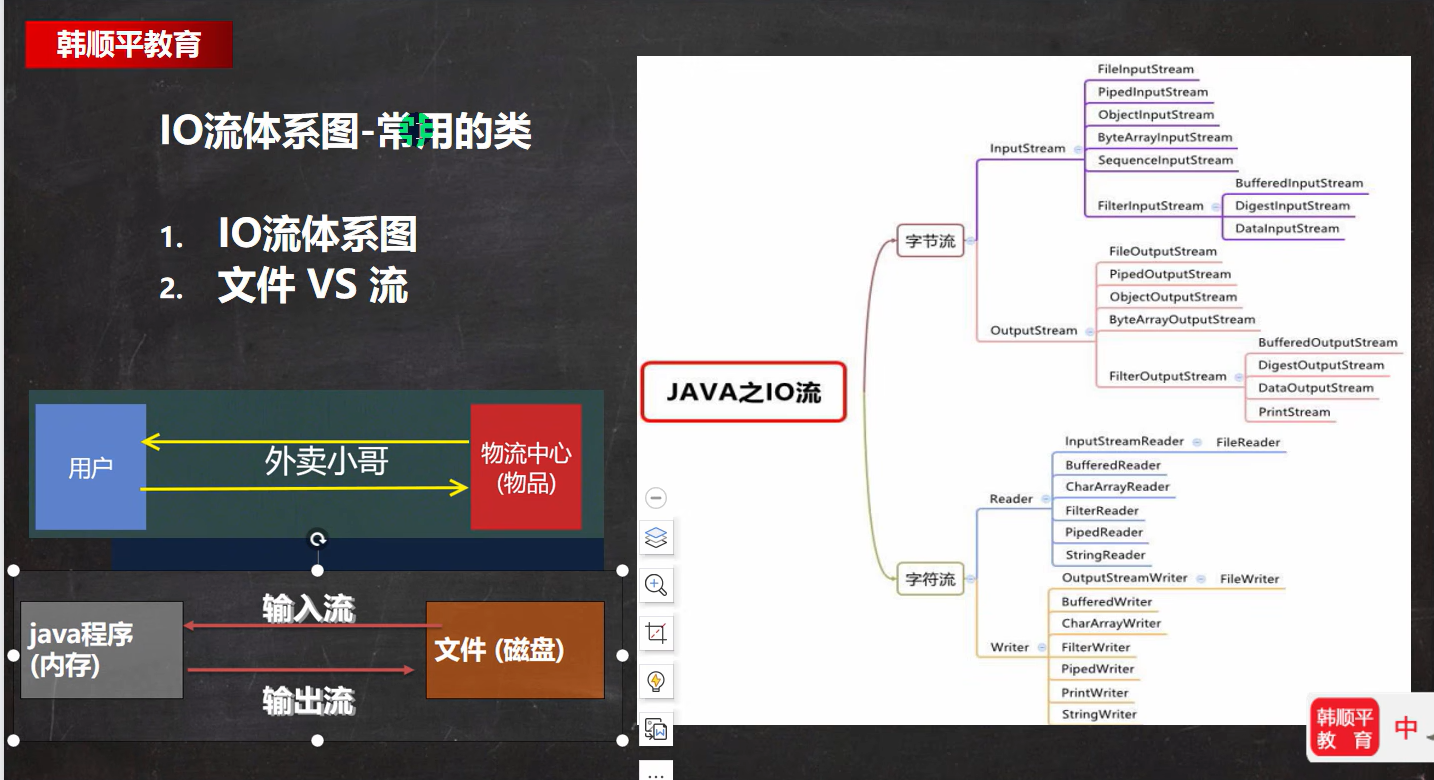 韩顺平教育
IO流体系图-常用的类
1. IO流体系图
2. 文件 VS 流
用户
外卖小哥
物流中心
(物品)
java程序
(内存)
输入流
输出流
文件 (磁盘)
JAVA之IO流
字节流
InputStream
FileInputStream
PipedInputStream
ObjectInputStream
ByteArrayInputStream
SequenceInputStream
FilterInputStream
BufferedInputStream
DigestInputStream
DataInputStream
OutputStream
FileOutputStream
PipedOutputStream
ObjectOutputStream
ByteArrayOutputStream
FilterOutputStream
BufferedOutputStream
DigestOutputStream
DataOutputStream
PrintStream
字符流
Reader
InputStreamReader
FileReader
BufferedReader
CharArrayReader
FilterReader
PipedReader
StringReader
Writer
OutputStreamWriter
FileWriter
BufferedWriter
CharArrayWriter
FilterWriter
PipedWriter
PrintWriter
StringWriter
韩顺平
教 育
中